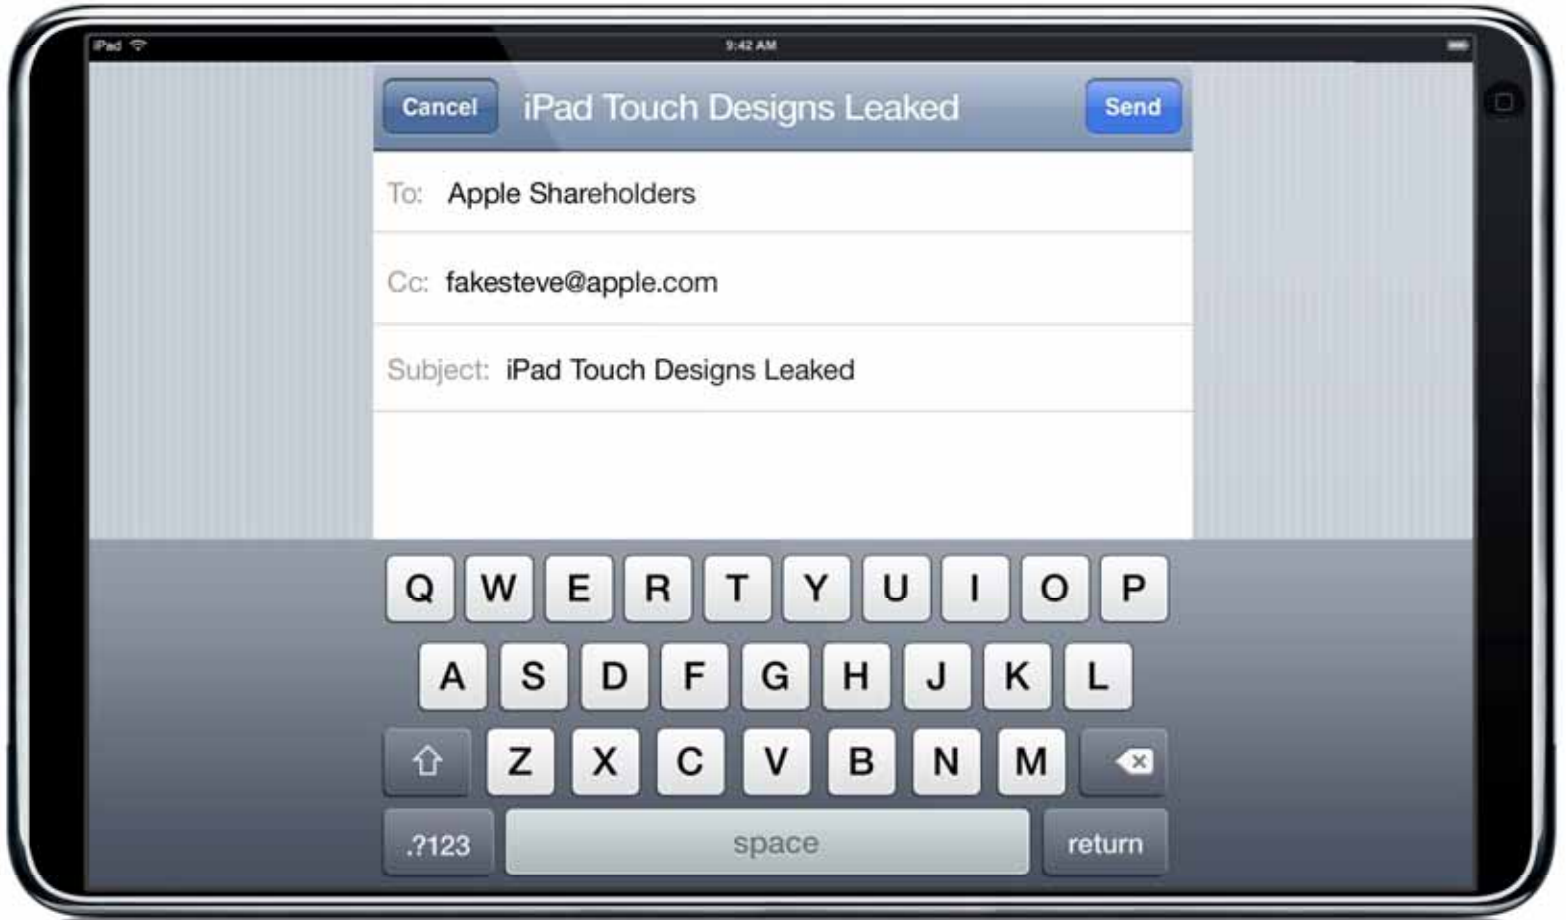 iPad 9:42 AM
Cancel iPad Touch Designs Leaked Send
To: Apple Shareholders
Cc: fakesteve@apple.com
Subject: iPad Touch Designs Leaked
Q W E R T Y U I O P
A S D F G H J K L
Z X C V B N M
.?123 space return